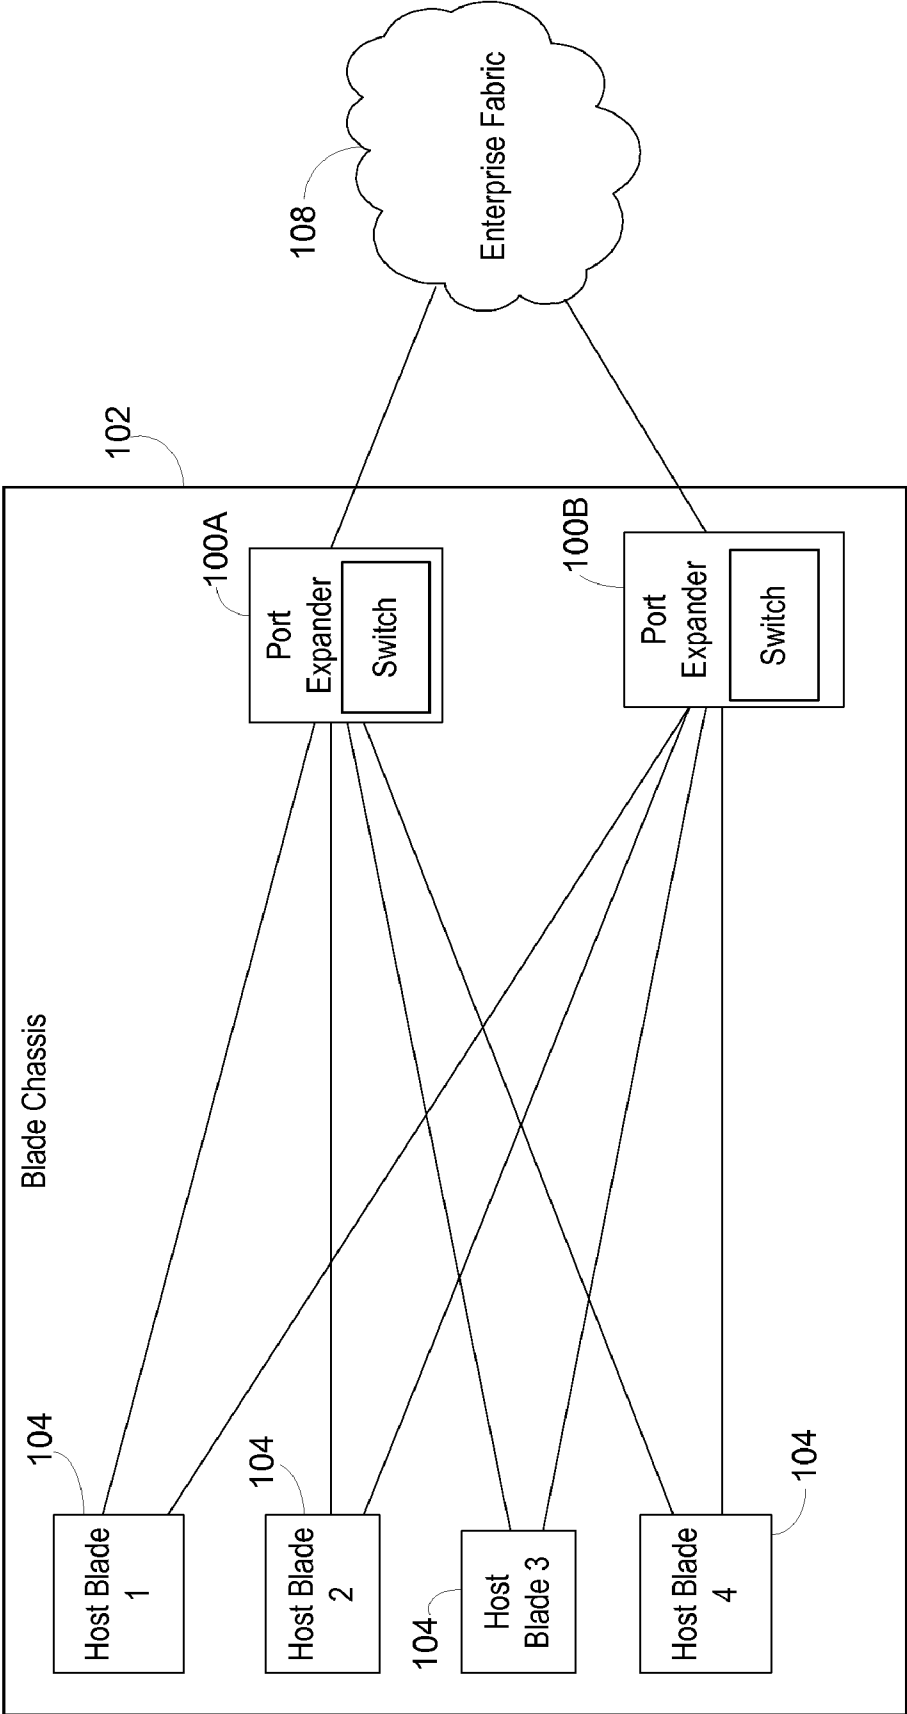 Blade Chassis
102
104
Host Blade
1
104
Host Blade
2
104
Host
Blade 3
104
Host Blade
4
100A
Port
Expander
Switch
100B
Port
Expander
Switch
108
Enterprise Fabric